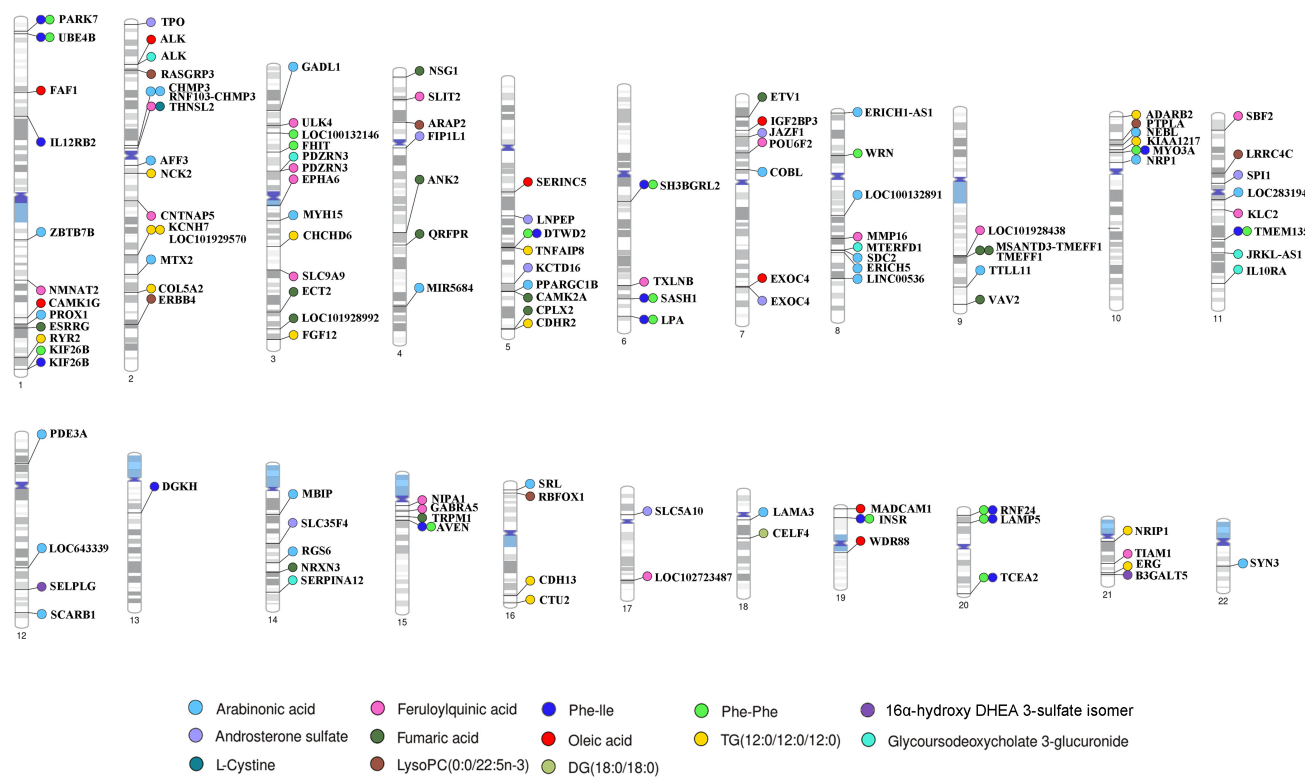 PARK7
UBE4B
FAF1
IL12RB2
ZBTB7B
NMNAT2
CAMK1G
PROX1
ESRRG
RYR2
KIF26B
KIF26B
1
TPO
ALK
ALK
RASGRP3
CHMP3
RNF103-CHMP3
THNSL2
AFF3
NCK2
CNTNAP5
KCNH7
LOC101929570
MTX2
COL5A2
ERBB4
2
GADL1
ULK4
LOC100132146
FHIT
PDZRN3
PDZRN3
EPHA6
MYH15
CHCHD6
SLC9A9
ECT2
LOC101928992
FGF12
3
NSG1
SLIT2
ARAP2
FIP1L1
ANK2
QRFPR
MIR5684
4
SERINC5
LNPEP
DTWD2
TNFAIP8
KCTD16
PPARGC1B
CAMK2A
CPLX2
CDHR2
5
SH3BGRL2
TXLNB
SASH1
LPA
6
ETV1
IGF2BP3
JAZF1
POU6F2
COBL
EXOC4
EXOC4
7
ERICH1-AS1
WRN
LOC100132891
MMP16
MTERFD1
SDC2
ERICH5
LINC00536
8
LOC101928438
MSANTD3-TMEFF1
TMEFF1
TTLL11
VAV2
9
ADARB2
PTPLA
NEBL
KIAA1217
MYO3A
NRP1
10
SBF2
LRRC4C
SPI1
LOC283194
KLC2
TMEM135
JRKL-AS1
IL10RA
11
PDE3A
LOC643339
SELPLG
SCARB1
12
DGKH
13
MBIP
SLC35F4
RGS6
NRXN3
SERPINA12
14
NIPA1
GABRA5
TRPM1
AVEN
15
SRL
RBFOX1
CDH13
CTU2
16
SLC5A10
LOC102723487
17
LAMA3
CELF4
18
MADCAM1
INSR
WDR88
19
RNF24
LAMP5
TCEA2
20
NRIP1
TIAM1
ERG
B3GALT5
21
SYN3
22
Arabinonic acid
Feruloylquinic acid
Phe-Ile
Phe-Phe
16α-hydroxy DHEA 3-sulfate isomer
Androsterone sulfate
Fumaric acid
Oleic acid
TG(12:0/12:0/12:0)
Glycoursodeoxycholate 3-glucuronide
L-Cystine
LysoPC(0:0/22:5n-3)
DG(18:0/18:0)